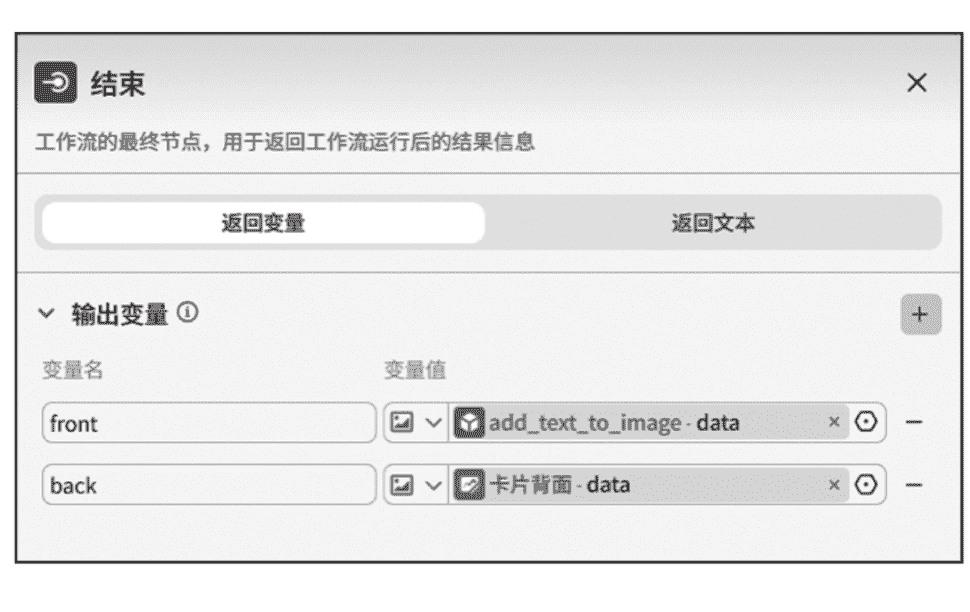 结束
工作流的最终节点，用于返回工作流运行后的结果信息
返回变量 返回文本
输出变量
变量名 变量值
front add_text_to_image - data
back 卡片背面 - data